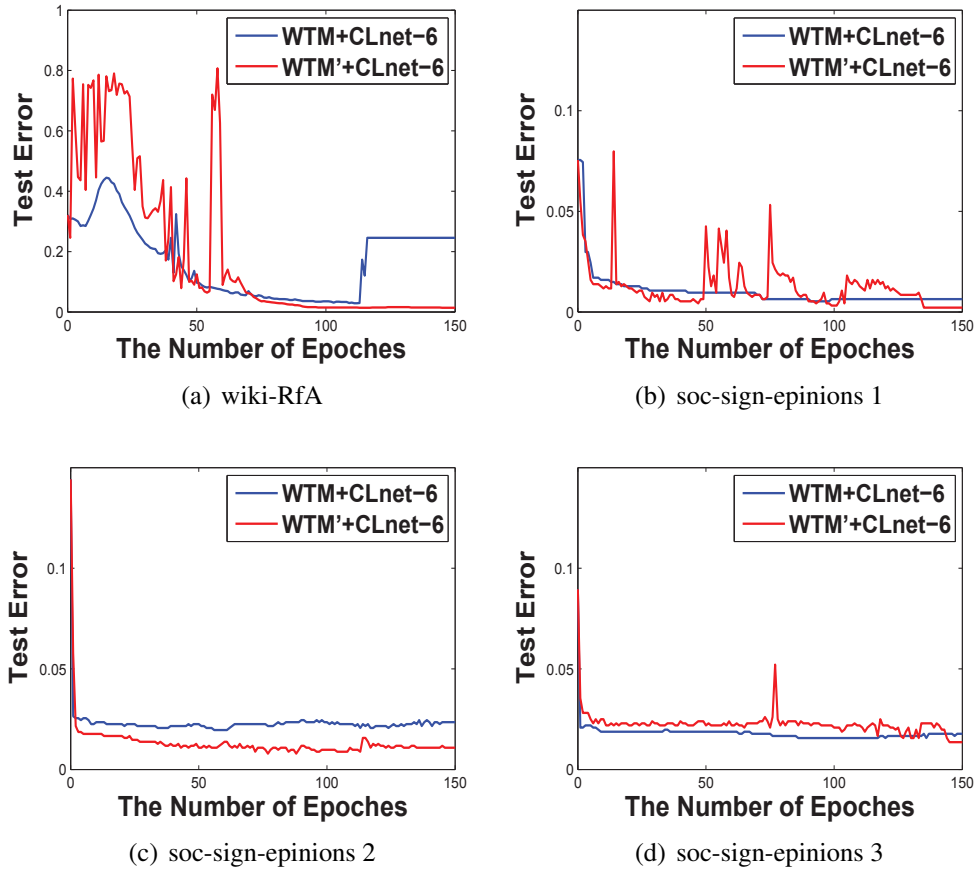 WTM+CLnet−6
WTM'+CLnet−6
Test Error
1
0.8
0.6
0.4
0.2
0
0
50
100
150
The Number of Epoches
(a) wiki-RfA
WTM+CLnet−6
WTM'+CLnet−6
Test Error
0.1
0.05
0
0
50
100
150
The Number of Epoches
(b) soc-sign-epinions 1
WTM+CLnet−6
WTM'+CLnet−6
Test Error
0.1
0.05
0
0
50
100
150
The Number of Epoches
(c) soc-sign-epinions 2
WTM+CLnet−6
WTM'+CLnet−6
Test Error
0.1
0.05
0
0
50
100
150
The Number of Epoches
(d) soc-sign-epinions 3